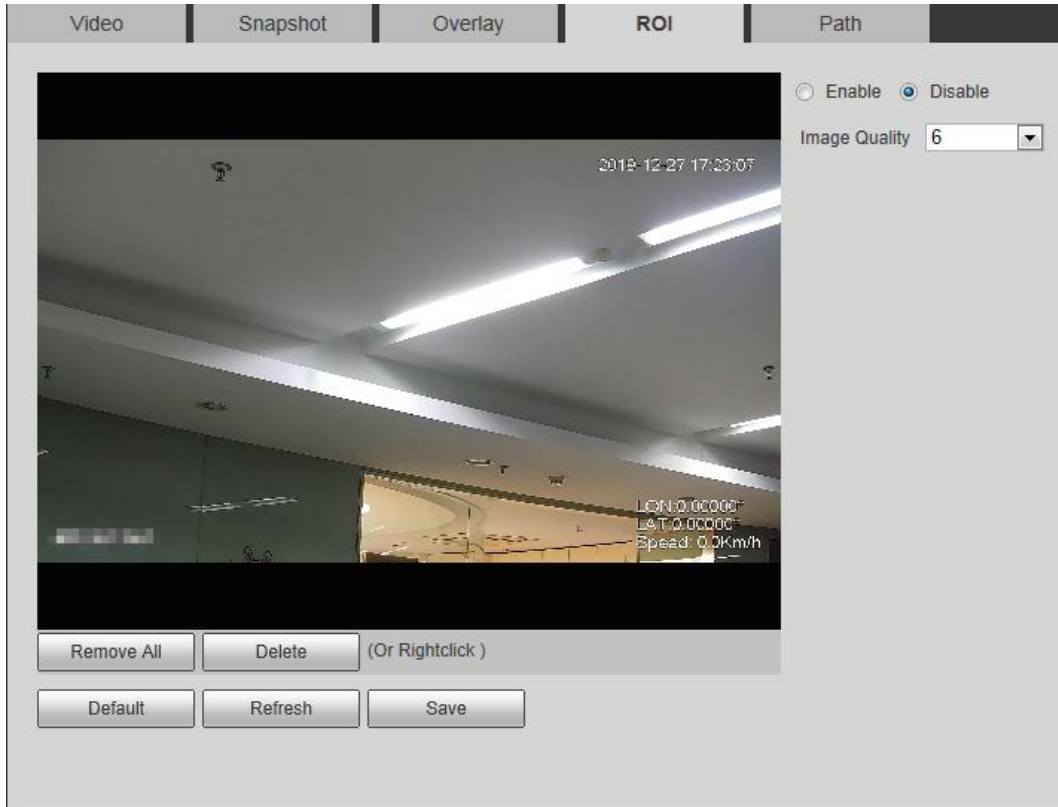 Video Snapshot Overlay ROI Path
Enable Disable
Image Quality 6
2019-12-27 17:23:07
LON:0.00000°
LAT:0.00000°
Speed: 0.0Km/h
Remove All Delete (Or Rightclick )
Default Refresh Save